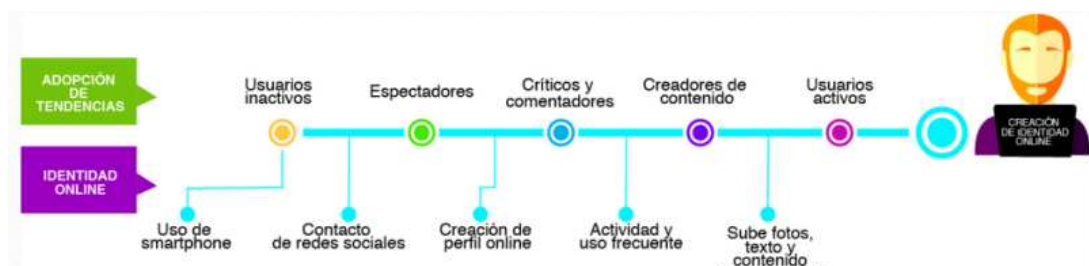 ADOPCIÓN
DE
TENDENCIAS
Usuarios
inactivos
Espectadores
Críticos y
comentadores
Creadores de
contenido
Usuarios
activos
CREACIÓN
DE IDENTIDAD
ONLINE
IDENTIDAD
ONLINE
Uso de
smartphone
Contacto
de redes sociales
Creación de
perfil online
Actividad y
uso frecuente
Sube fotos,
texto y
contenido